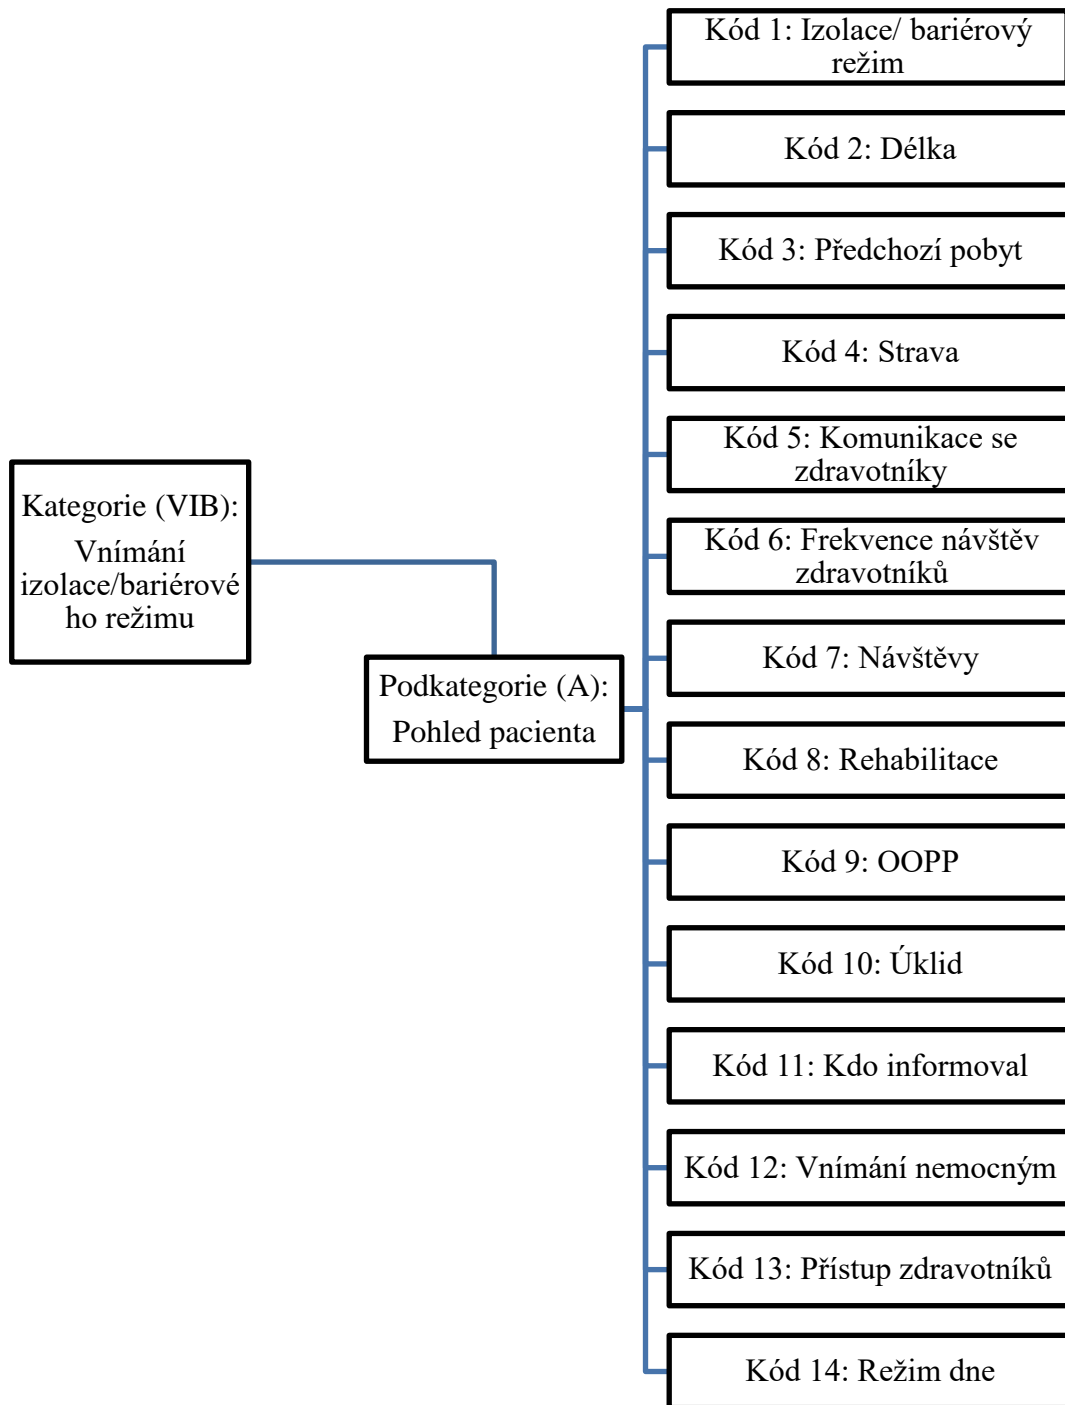 Kategorie (VIB):
Vnímání
izolace/bariérové
ho režimu
Podkategorie (A):
Pohled pacienta
Kód 1: Izolace/ bariérový
režim
Kód 2: Délka
Kód 3: Předchozí pobyt
Kód 4: Strava
Kód 5: Komunikace se
zdravotníky
Kód 6: Frekvence návštěv
zdravotníků
Kód 7: Návštěvy
Kód 8: Rehabilitace
Kód 9: OOPP
Kód 10: Úklid
Kód 11: Kdo informoval
Kód 12: Vnímání nemocným
Kód 13: Přístup zdravotníků
Kód 14: Režim dne